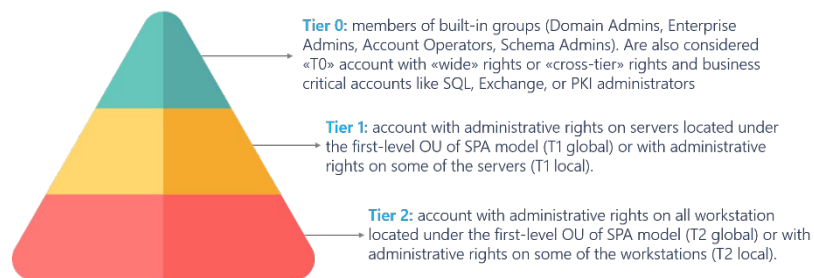 Tier 0: members of built-in groups (Domain Admins, Enterprise
Admins, Account Operators, Schema Admins). Are also considered
«T0» account with «wide» rights or «cross-tier» rights and business
critical accounts like SQL, Exchange, or PKI administrators
Tier 1: account with administrative rights on servers located under
the first-level OU of SPA model (T1 global) or with administrative
rights on some of the servers (T1 local).
Tier 2: account with administrative rights on all workstation
located under the first-level OU of SPA model (T2 global) or with
administrative rights on some of the workstations (T2 local).